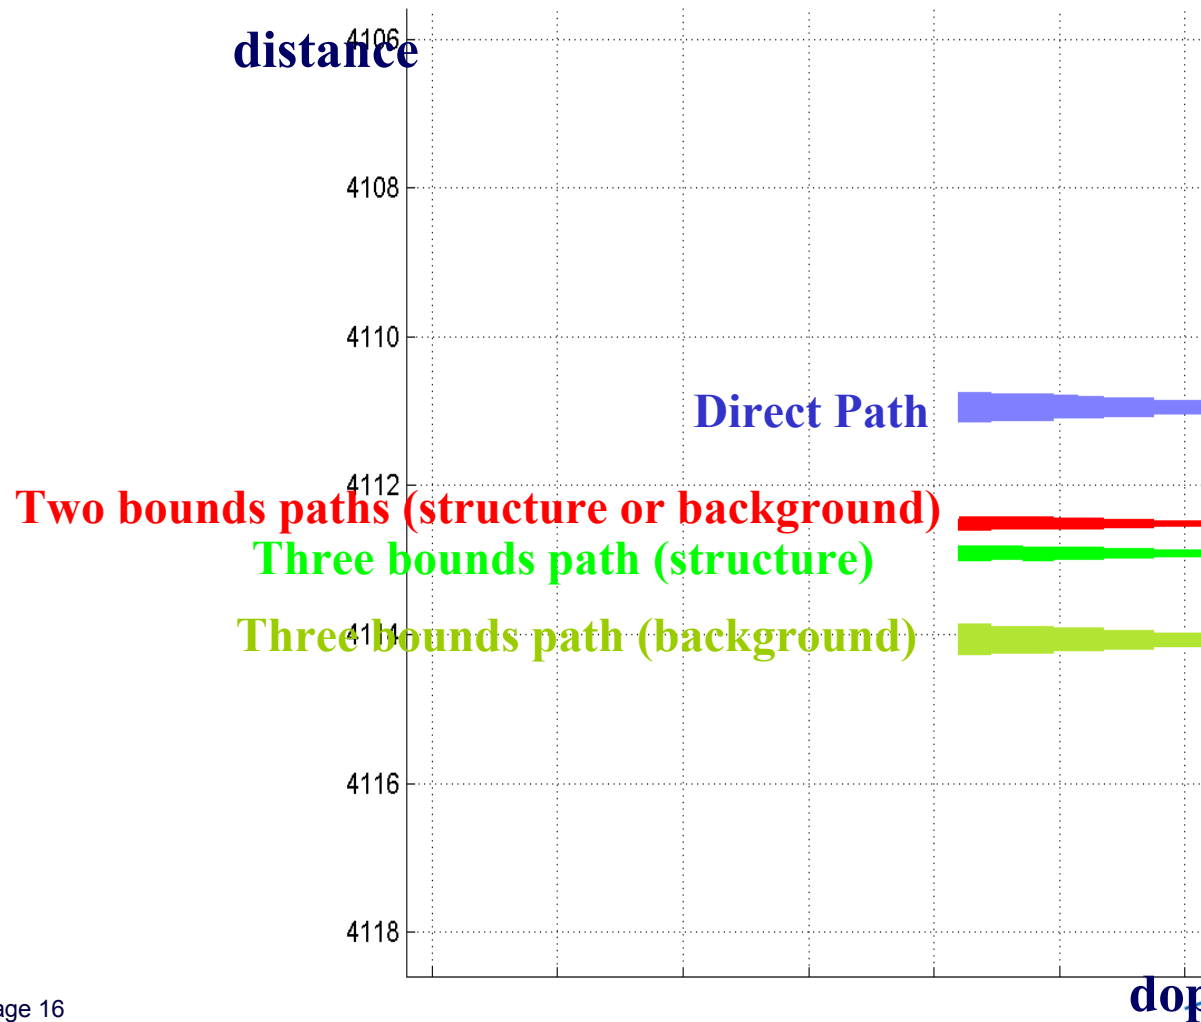 distance
4106
4108
4110
Direct Path
4112
Two bounds paths (structure or background)
Three bounds path (structure)
4114
Three bounds path (background)
4116
4118
dop
age 16